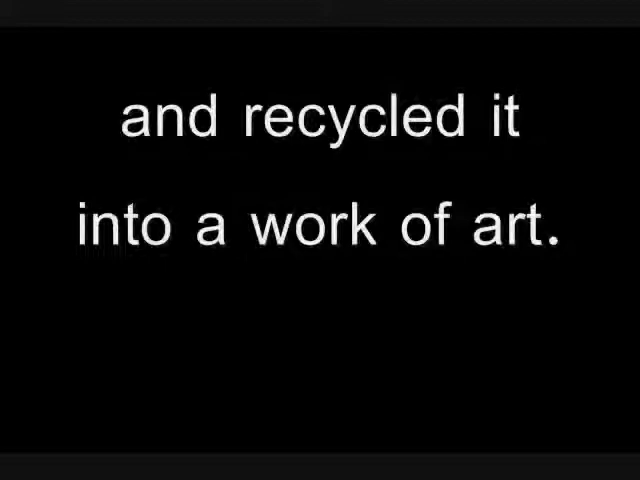 and recycled it
into a work of art.